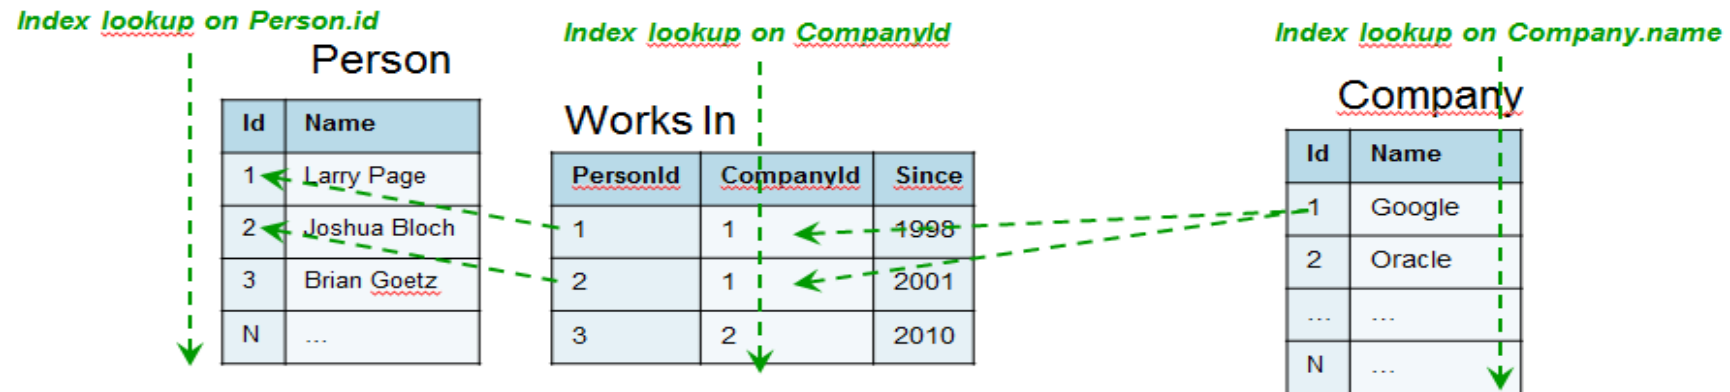 Index lookup on Person.id
Person
Id Name
1 Larry Page
2 Joshua Bloch
3 Brian Goetz
N ...
Index lookup on CompanyId
Works In
PersonId CompanyId Since
1 1 1998
2 1 2001
3 2 2010
Index lookup on Company.name
Company
Id Name
1 Google
2 Oracle
... ...
N ...